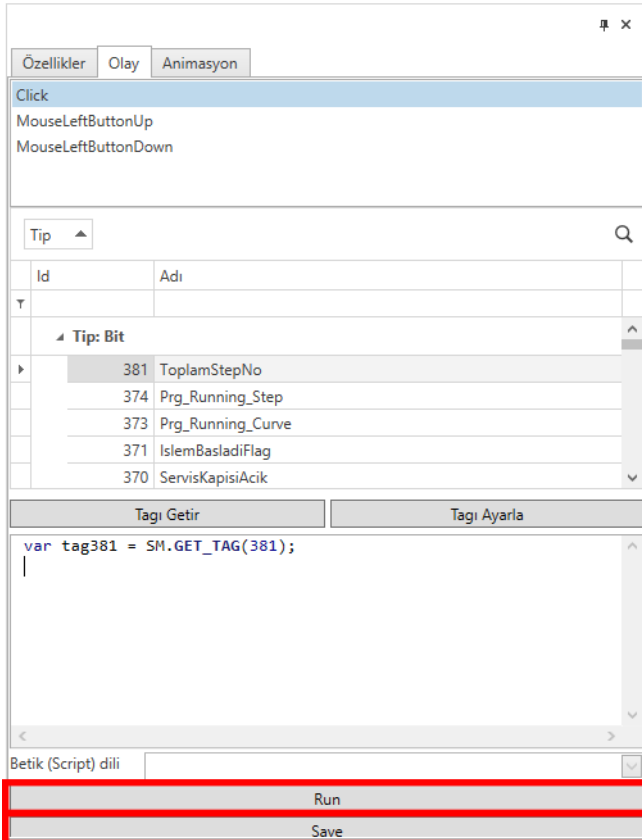 Özellikler Olay Animasyon
Click
MouseLeftButtonUp
MouseLeftButtonDown
Tip
Id Adı
Tip: Bit
381 ToplamStepNo
374 Prg_Running_Step
373 Prg_Running_Curve
371 IslemBasladiFlag
370 ServisKapisiAcik
Tagı Getir Tagı Ayarla
var tag381 = SM.GET_TAG(381);
Betik (Script) dili
Run
Save